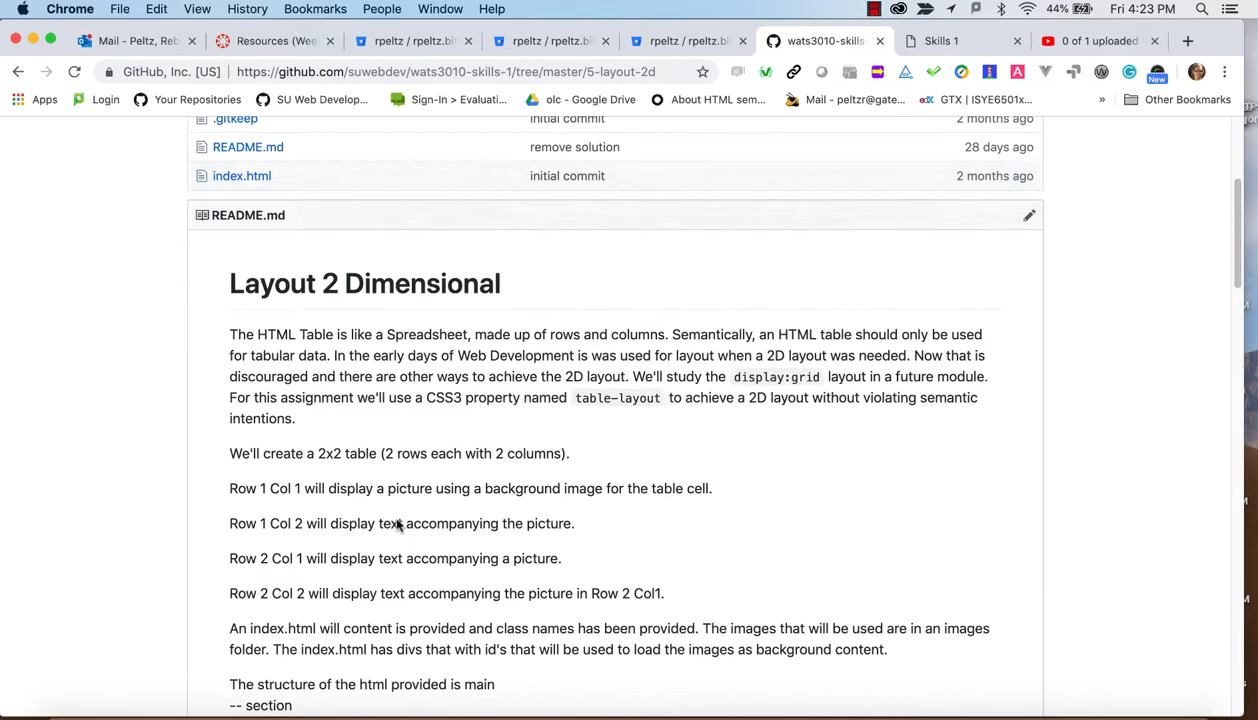 Chrome File Edit View History Bookmarks People Window Help 44% Fri 4:23 PM
Mail - Peltz, Reb Resources (Wee rpeltz / rpeltz.bi rpeltz / rpeltz.bi rpeltz / rpeltz.bi wats3010-skills- Skills 1 0 of 1 uploaded
GitHub, Inc. [US] https://github.com/suwebdev/wats3010-skills-1/tree/master/5-layout-2d New
Apps Login Your Repositories SU Web Develop... Sign-In > Evaluati... olc - Google Drive About HTML sem... Mail - peltzr@gate... GTX | ISYE6501x... » Other Bookmarks
.gitkeep initial commit 2 months ago
README.md remove solution 28 days ago
index.html initial commit 2 months ago
README.md
Layout 2 Dimensional
The HTML Table is like a Spreadsheet, made up of rows and columns. Semantically, an HTML table should only be used
for tabular data. In the early days of Web Development is was used for layout when a 2D layout was needed. Now that is
discouraged and there are other ways to achieve the 2D layout. We'll study the display:grid layout in a future module.
For this assignment we'll use a CSS3 property named table-layout to achieve a 2D layout without violating semantic
intentions.
We'll create a 2x2 table (2 rows each with 2 columns).
Row 1 Col 1 will display a picture using a background image for the table cell.
Row 1 Col 2 will display text accompanying the picture.
Row 2 Col 1 will display text accompanying a picture.
Row 2 Col 2 will display text accompanying the picture in Row 2 Col1.
An index.html will content is provided and class names has been provided. The images that will be used are in an images
folder. The index.html has divs that with id's that will be used to load the images as background content.
The structure of the html provided is main
-- section